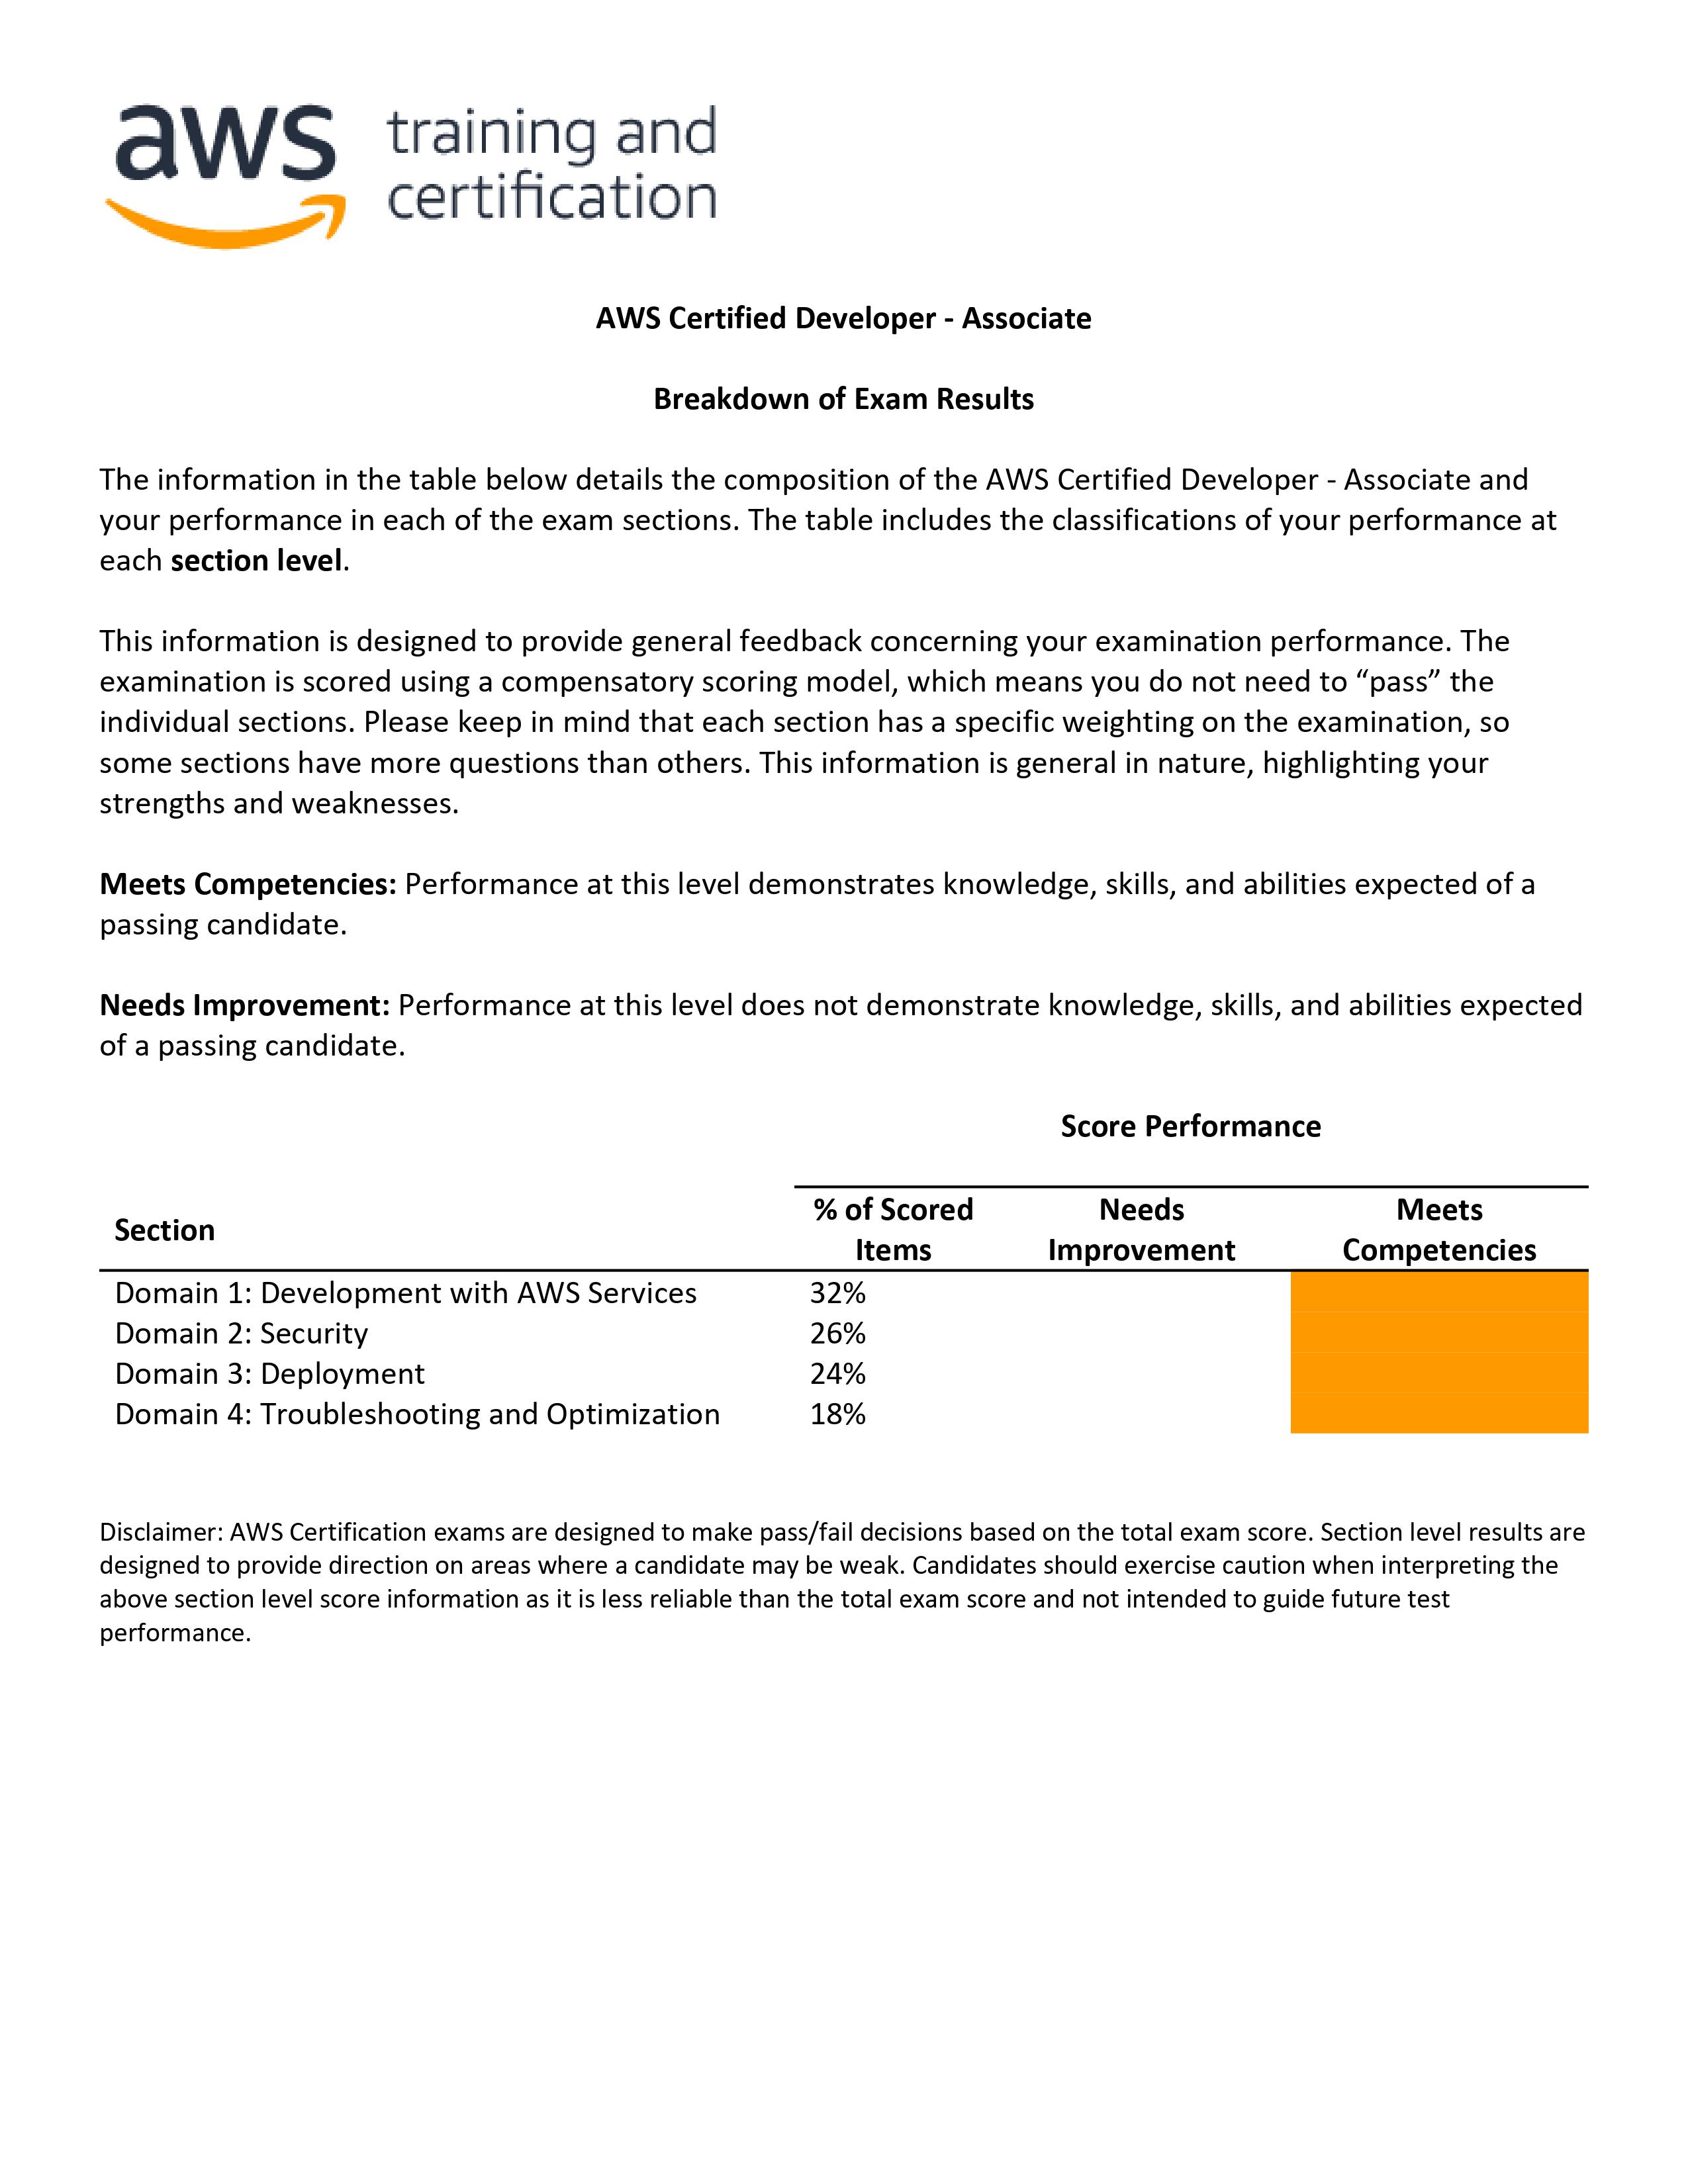 aws training and
certification
AWS Certified Developer - Associate
Breakdown of Exam Results
The information in the table below details the composition of the AWS Certified Developer - Associate and
your performance in each of the exam sections. The table includes the classifications of your performance at
each section level.
This information is designed to provide general feedback concerning your examination performance. The
examination is scored using a compensatory scoring model, which means you do not need to “pass” the
individual sections. Please keep in mind that each section has a specific weighting on the examination, so
some sections have more questions than others. This information is general in nature, highlighting your
strengths and weaknesses.
Meets Competencies: Performance at this level demonstrates knowledge, skills, and abilities expected of a
passing candidate.
Needs Improvement: Performance at this level does not demonstrate knowledge, skills, and abilities expected
of a passing candidate.
Score Performance
Section
% of Scored Needs Meets
Items Improvement Competencies
Domain 1: Development with AWS Services 32%
Domain 2: Security 26%
Domain 3: Deployment 24%
Domain 4: Troubleshooting and Optimization 18%
Disclaimer: AWS Certification exams are designed to make pass/fail decisions based on the total exam score. Section level results are
designed to provide direction on areas where a candidate may be weak. Candidates should exercise caution when interpreting the
above section level score information as it is less reliable than the total exam score and not intended to guide future test
performance.